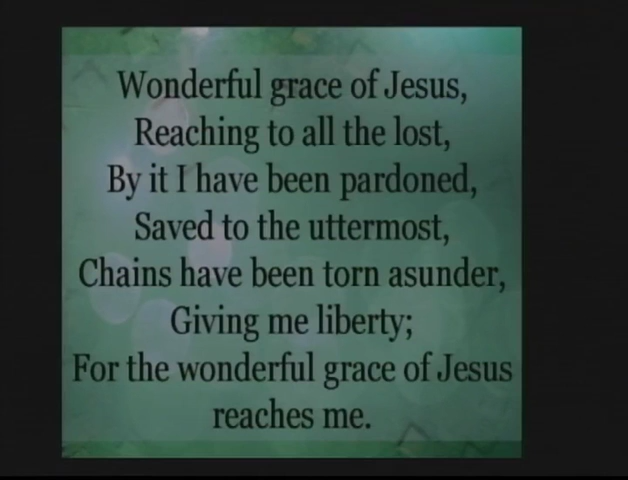 Wonderful grace of Jesus,
Reaching to all the lost,
By it I have been pardoned,
Saved to the uttermost,
Chains have been torn asunder,
Giving me liberty;
For the wonderful grace of Jesus
reaches me.